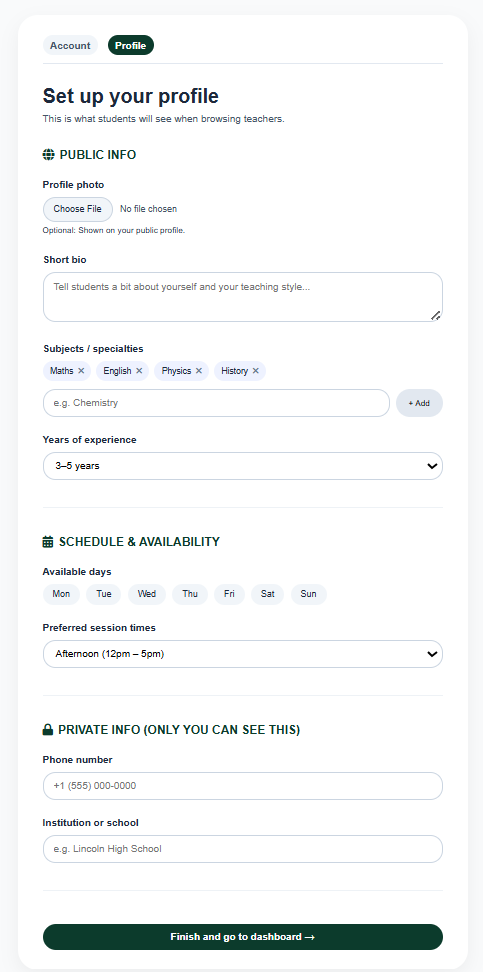 Account Profile
Set up your profile
This is what students will see when browsing teachers.
PUBLIC INFO
Profile photo
Choose File No file chosen
Optional: Shown on your public profile.
Short bio
Tell students a bit about yourself and your teaching style...
Subjects / specialties
Maths ✕ English ✕ Physics ✕ History ✕
e.g. Chemistry + Add
Years of experience
3–5 years
SCHEDULE & AVAILABILITY
Available days
Mon Tue Wed Thu Fri Sat Sun
Preferred session times
Afternoon (12pm – 5pm)
PRIVATE INFO (ONLY YOU CAN SEE THIS)
Phone number
+1 (555) 000-0000
Institution or school
e.g. Lincoln High School
Finish and go to dashboard →